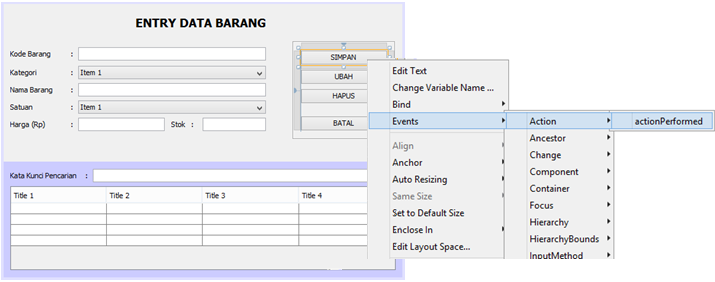 ENTRY DATA BARANG
Kode Barang :
Kategori : Item 1
Nama Barang :
Satuan : Item 1
Harga (Rp) : Stok :
SIMPAN
UBAH
HAPUS
BATAL
Kata Kunci Pencarian :
Title 1 Title 2 Title 3 Title 4
Edit Text
Change Variable Name ...
Bind
Events
Align
Anchor
Auto Resizing
Same Size
Set to Default Size
Enclose In
Edit Layout Space...
Action
Ancestor
Change
Component
Container
Focus
Hierarchy
HierarchyBounds
InputMethod
actionPerformed